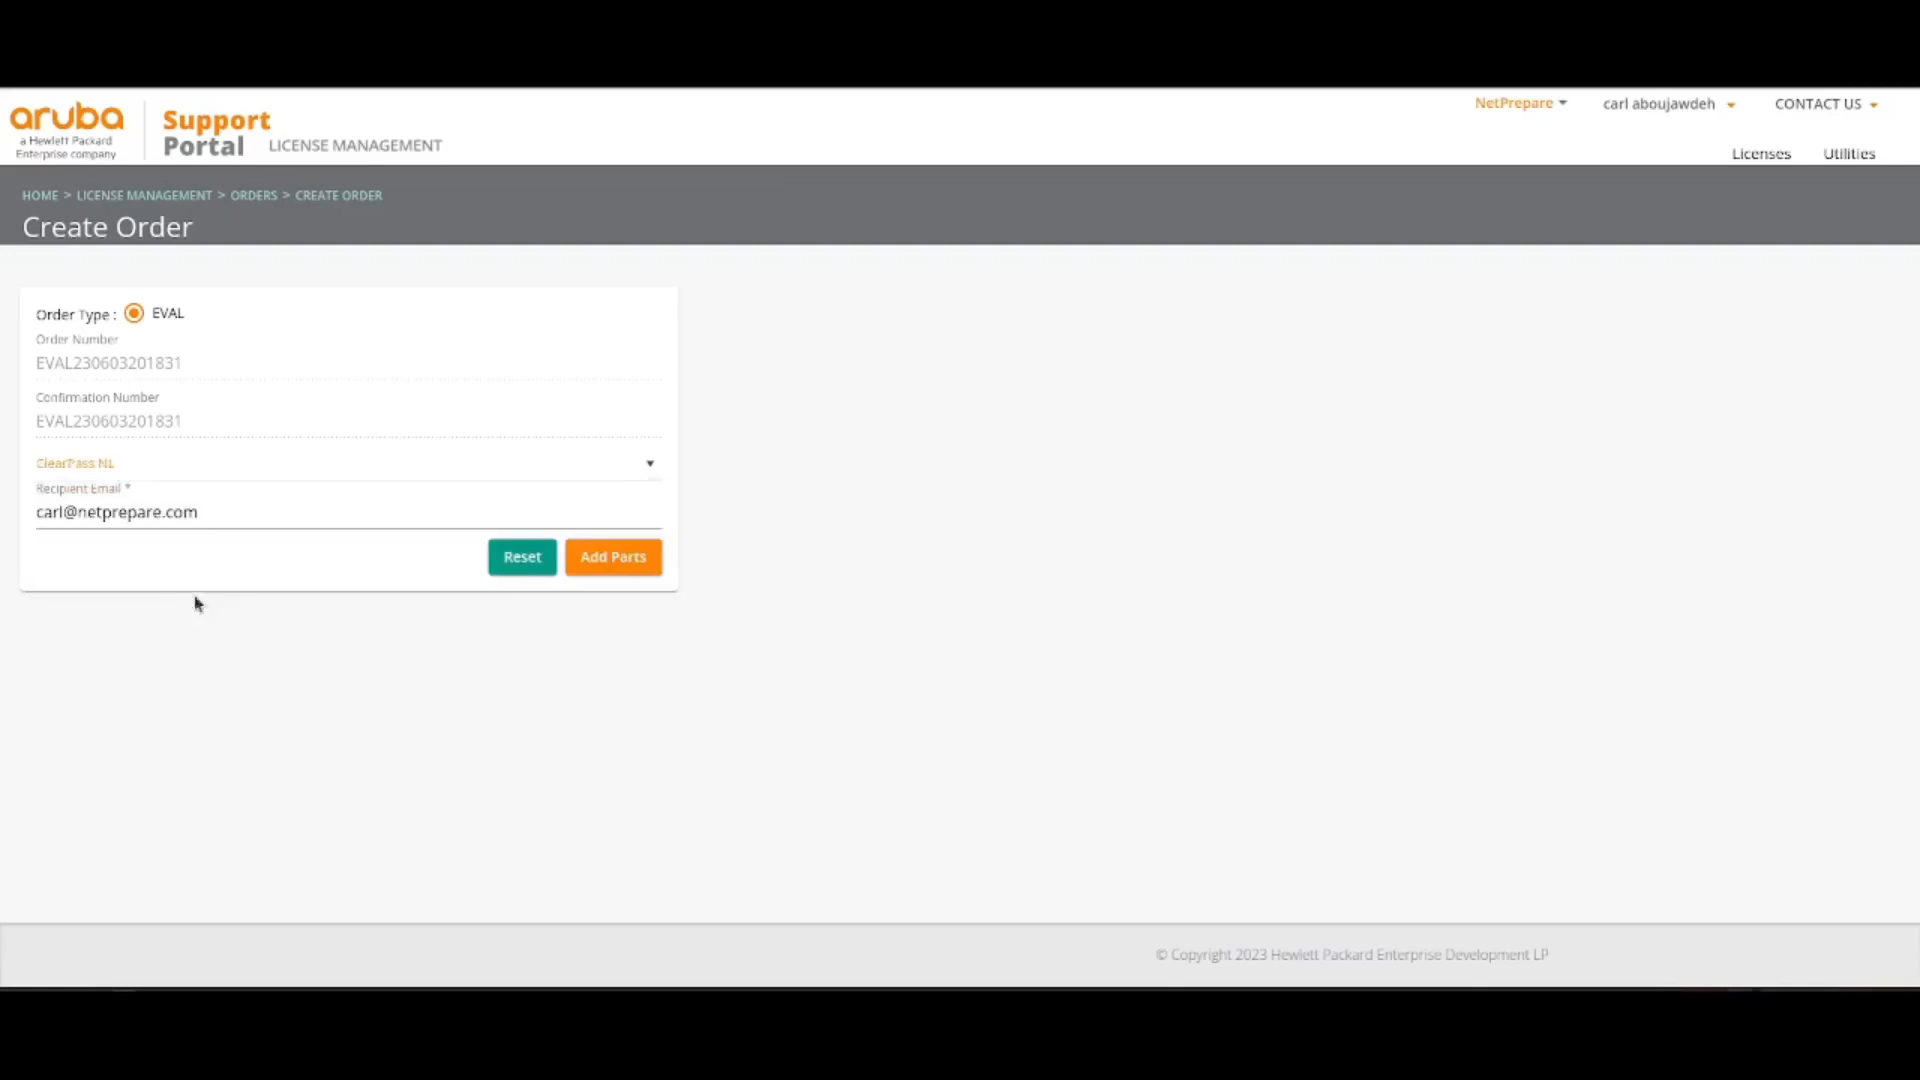 aruba
a Hewlett Packard
Enterprise company
Support
Portal LICENSE MANAGEMENT
NetPrepare
carl aboujawdeh
CONTACT US
Licenses
Utilities
HOME > LICENSE MANAGEMENT > ORDERS > CREATE ORDER
Create Order
Order Type : EVAL
Order Number
EVAL230603201831
Confirmation Number
EVAL230603201831
ClearPass NL
Recipient Email *
carl@netprepare.com
Reset
Add Parts
© Copyright 2023 Hewlett Packard Enterprise Development LP